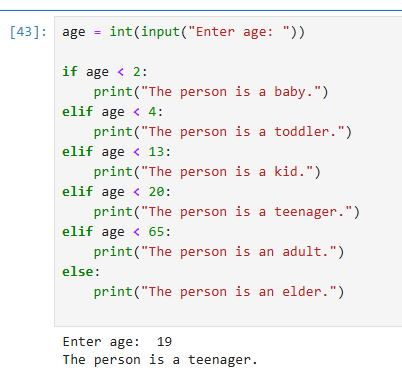 [43]: age = int(input("Enter age: "))

if age < 2:
    print("The person is a baby.")
elif age < 4:
    print("The person is a toddler.")
elif age < 13:
    print("The person is a kid.")
elif age < 20:
    print("The person is a teenager.")
elif age < 65:
    print("The person is an adult.")
else:
    print("The person is an elder.")

Enter age:  19
The person is a teenager.